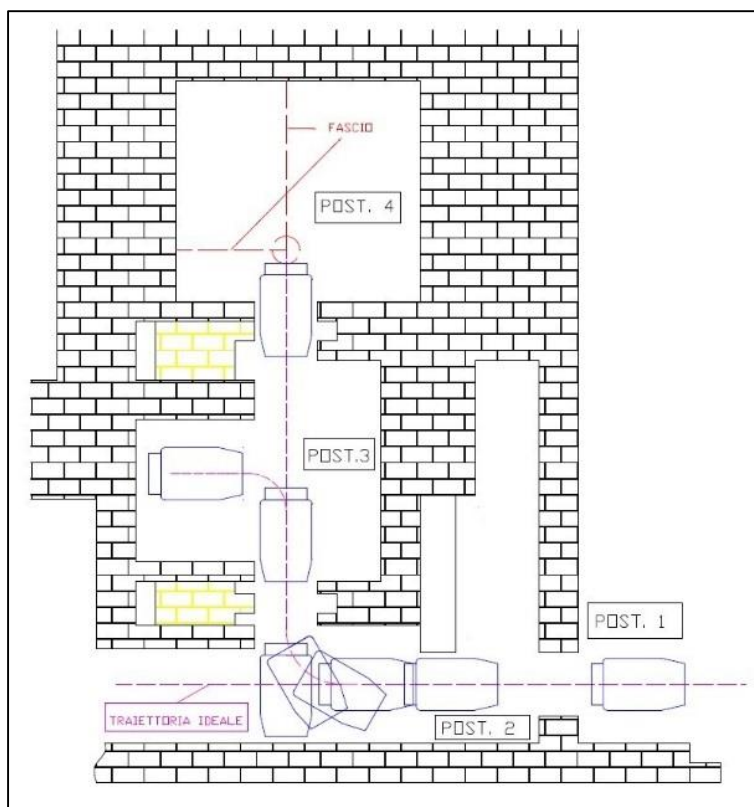 FASCIO
POST. 4
POST.3
POST. 1
TRAIETTORIA IDEALE
POST. 2